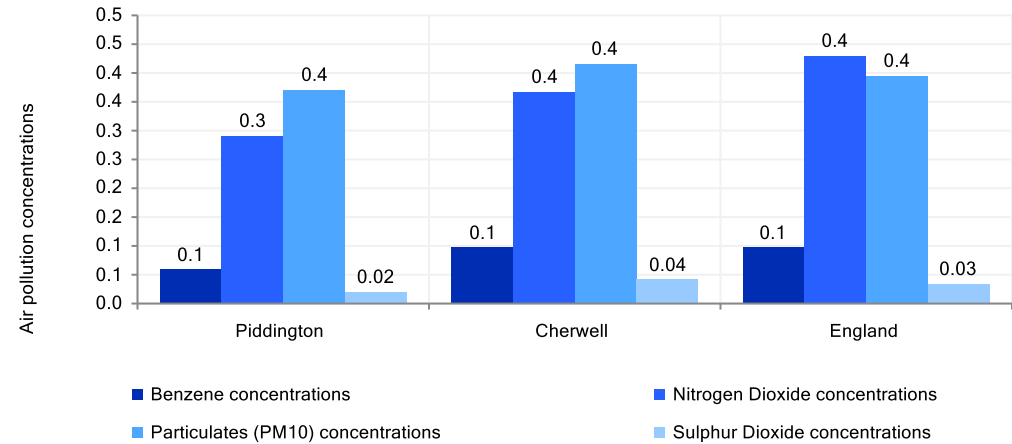 0.5
0.5
0.4
0.4
0.3
0.3
0.2
0.2
0.1
0.1
0.0
Air pollution concentrations
0.1
0.3
0.4
0.02
0.1
0.4
0.4
0.04
0.1
0.4
0.4
0.03
Piddington
Cherwell
England
Benzene concentrations
Nitrogen Dioxide concentrations
Particulates (PM10) concentrations
Sulphur Dioxide concentrations